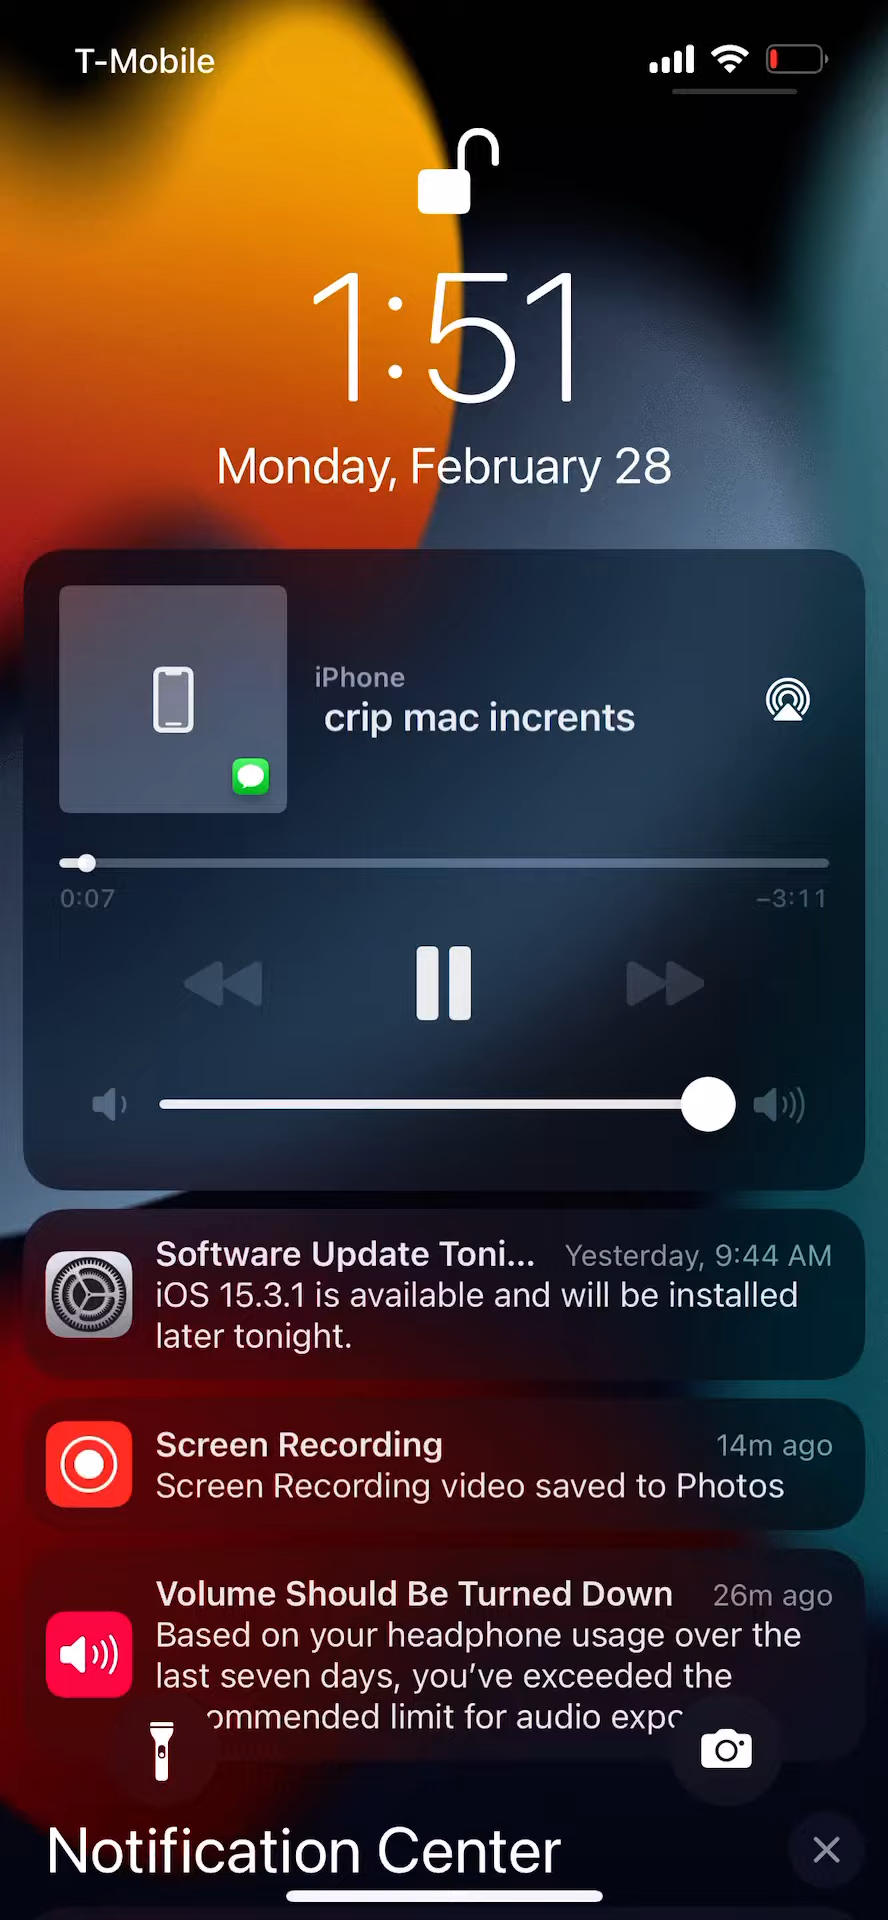 T-Mobile
1:51
Monday, February 28
iPhone
crip mac incrents
0:07
–3:11
Software Update Toni... Yesterday, 9:44 AM
iOS 15.3.1 is available and will be installed
later tonight.
Screen Recording 14m ago
Screen Recording video saved to Photos
Volume Should Be Turned Down 26m ago
Based on your headphone usage over the
last seven days, you've exceeded the
ommended limit for audio expo
Notification Center